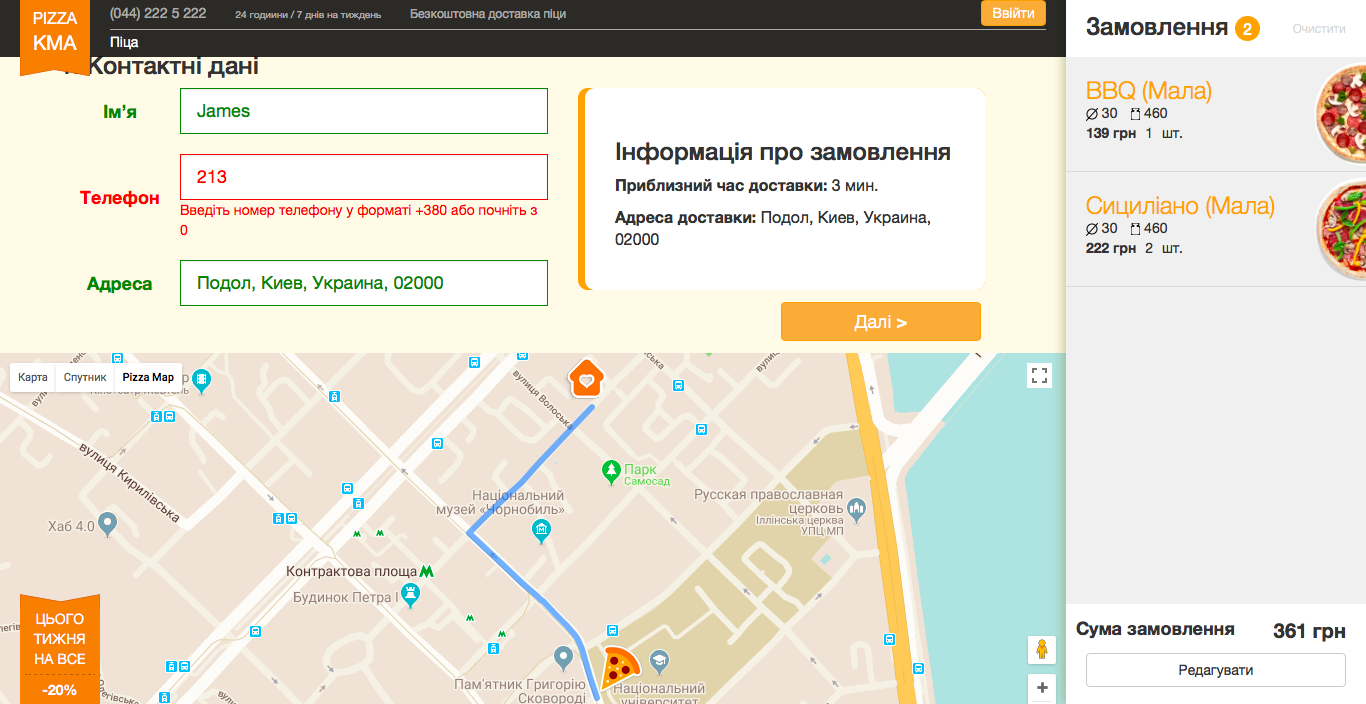 PIZZA
KMA
(044) 222 5 222
24 години / 7 днів на тиждень
Безкоштовна доставка піци
Ввійти
Піца
Контактні дані
Ім'я
James
Телефон
213
Введіть номер телефону у форматі +380 або почніть з
0
Адреса
Подол, Киев, Украина, 02000
Інформація про замовлення
Приблизний час доставки: 3 мин.
Адреса доставки: Подол, Киев, Украина,
02000
Далі >
Замовлення 2
Очистити
BBQ (Мала)
30 460
139 грн 1 шт.
Сициліано (Мала)
30 460
222 грн 2 шт.
Сума замовлення
361 грн
Редагувати
Карта
Спутник
Pizza Map
вулиця Волоська
вулиця Кирилівська
Парк
Самосад
Національний
музей «Чорнобиль»
Русская православная
церковь
Іллінська церква
УПЦ МП
Хаб 4.0
Контрактова площа
Будинок Петра I
Пам'ятник Григорію
Сковороді
Національний
університет
ЦЬОГО
ТИЖНЯ
НА ВСЕ
-20%